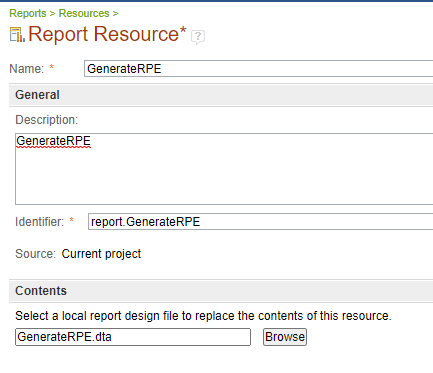 Reports > Resources >
Report Resource* ?
Name: * GenerateRPE
General
Description:
GenerateRPE
Identifier: * report.GenerateRPE
Source: Current project
Contents
Select a local report design file to replace the contents of this resource.
GenerateRPE.dta Browse